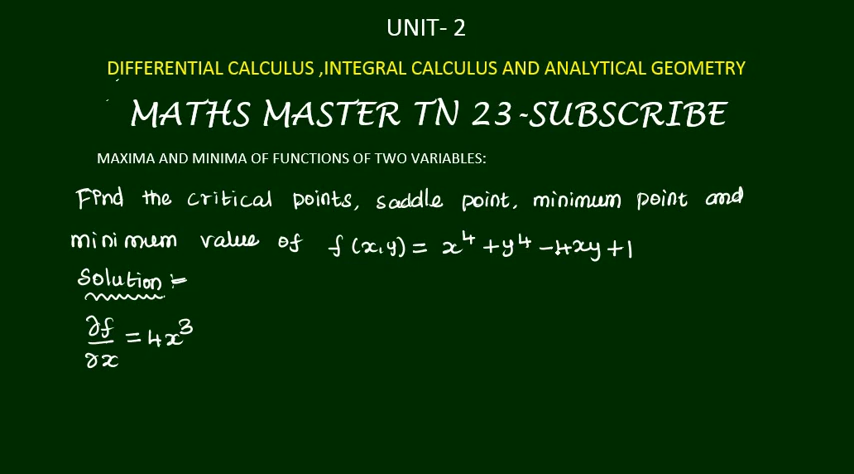 UNIT- 2
DIFFERENTIAL CALCULUS ,INTEGRAL CALCULUS AND ANALYTICAL GEOMETRY
MATHS MASTER TN 23-SUBSCRIBE
MAXIMA AND MINIMA OF FUNCTIONS OF TWO VARIABLES:
Find the critical points, saddle point, minimum point and
minimum value of f(x,y) = x⁴ + y⁴ - 4xy + 1
Solution :-
∂f/∂x = 4x³